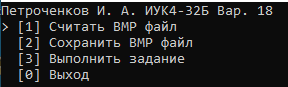 Петроченков И. А. ИУК4-32Б Вар. 18
> [1] Считать BMP файл
[2] Сохранить BMP файл
[3] Выполнить задание
[0] Выход